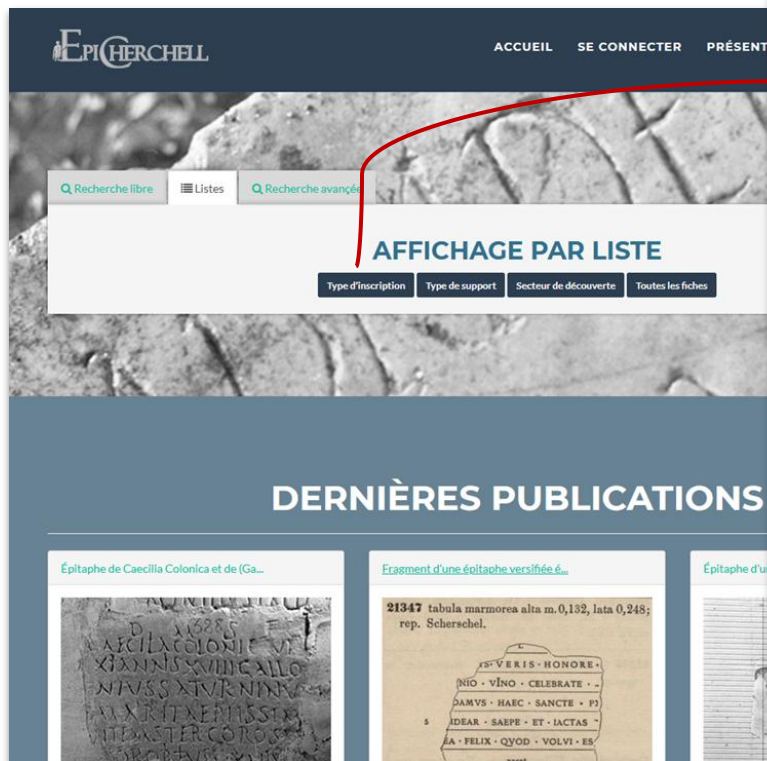 EPICHERCHELL
ACCUEIL SE CONNECTER PRÉSENT
Recherche libre Listes Recherche avancée
AFFICHAGE PAR LISTE
Type d'inscription Type de support Secteur de découverte Toutes les fiches
DERNIÈRES PUBLICATIONS
Épitaphe de Caecilia Colonica et de (Ga...
Fragment d'une épitaphe versifiée é...
Épitaphe d'u
21347 tabula marmorea alta m. 0,132, lata 0,248;
rep. Scherschel.
VERIS · HONORE ·
NIO · VINO · CELEBRATE ·
DAMVS · HAEC · SANCTE ·
5 IDEAR · SAEPE · ET · IACTAS
EA · FELIX · QVOD · VOLVI · ES